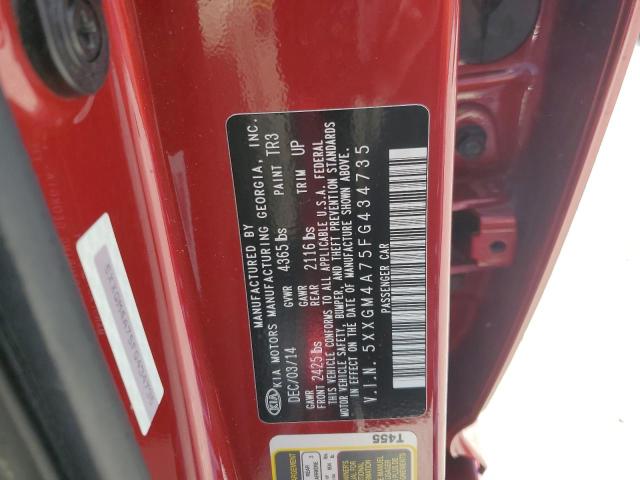 MANUFACTURED BY
KIA KIA MOTORS MANUFACTURING GEORGIA, INC.
DEC/03/14 GVWR 4365 lbs PAINT TR3
GAWR FRONT 2425 lbs GAWR REAR 2116 lbs TRIM UP
THIS VEHICLE CONFORMS TO ALL APPLICABLE U.S.A. FEDERAL
MOTOR VEHICLE SAFETY, BUMPER, AND THEFT PREVENTION STANDARDS
IN EFFECT ON THE DATE OF MANUFACTURE SHOWN ABOVE.
V.I.N. 5XXGM4A75FG434735
PASSENGER CAR
T455
REAR